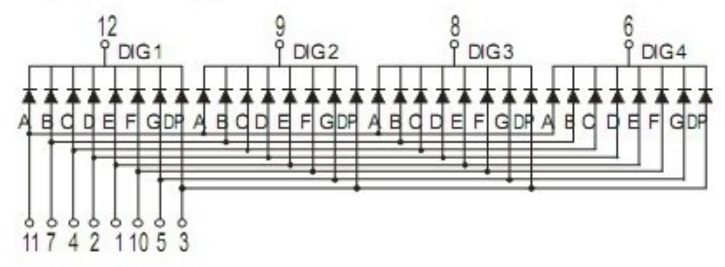 12 9 8 6
DIG1 DIG2 DIG3 DIG4
A B C D E F G DP A B C D E F G DP A B C D E F G DP A B C D E F G DP
11 7 4 2 1 10 5 3